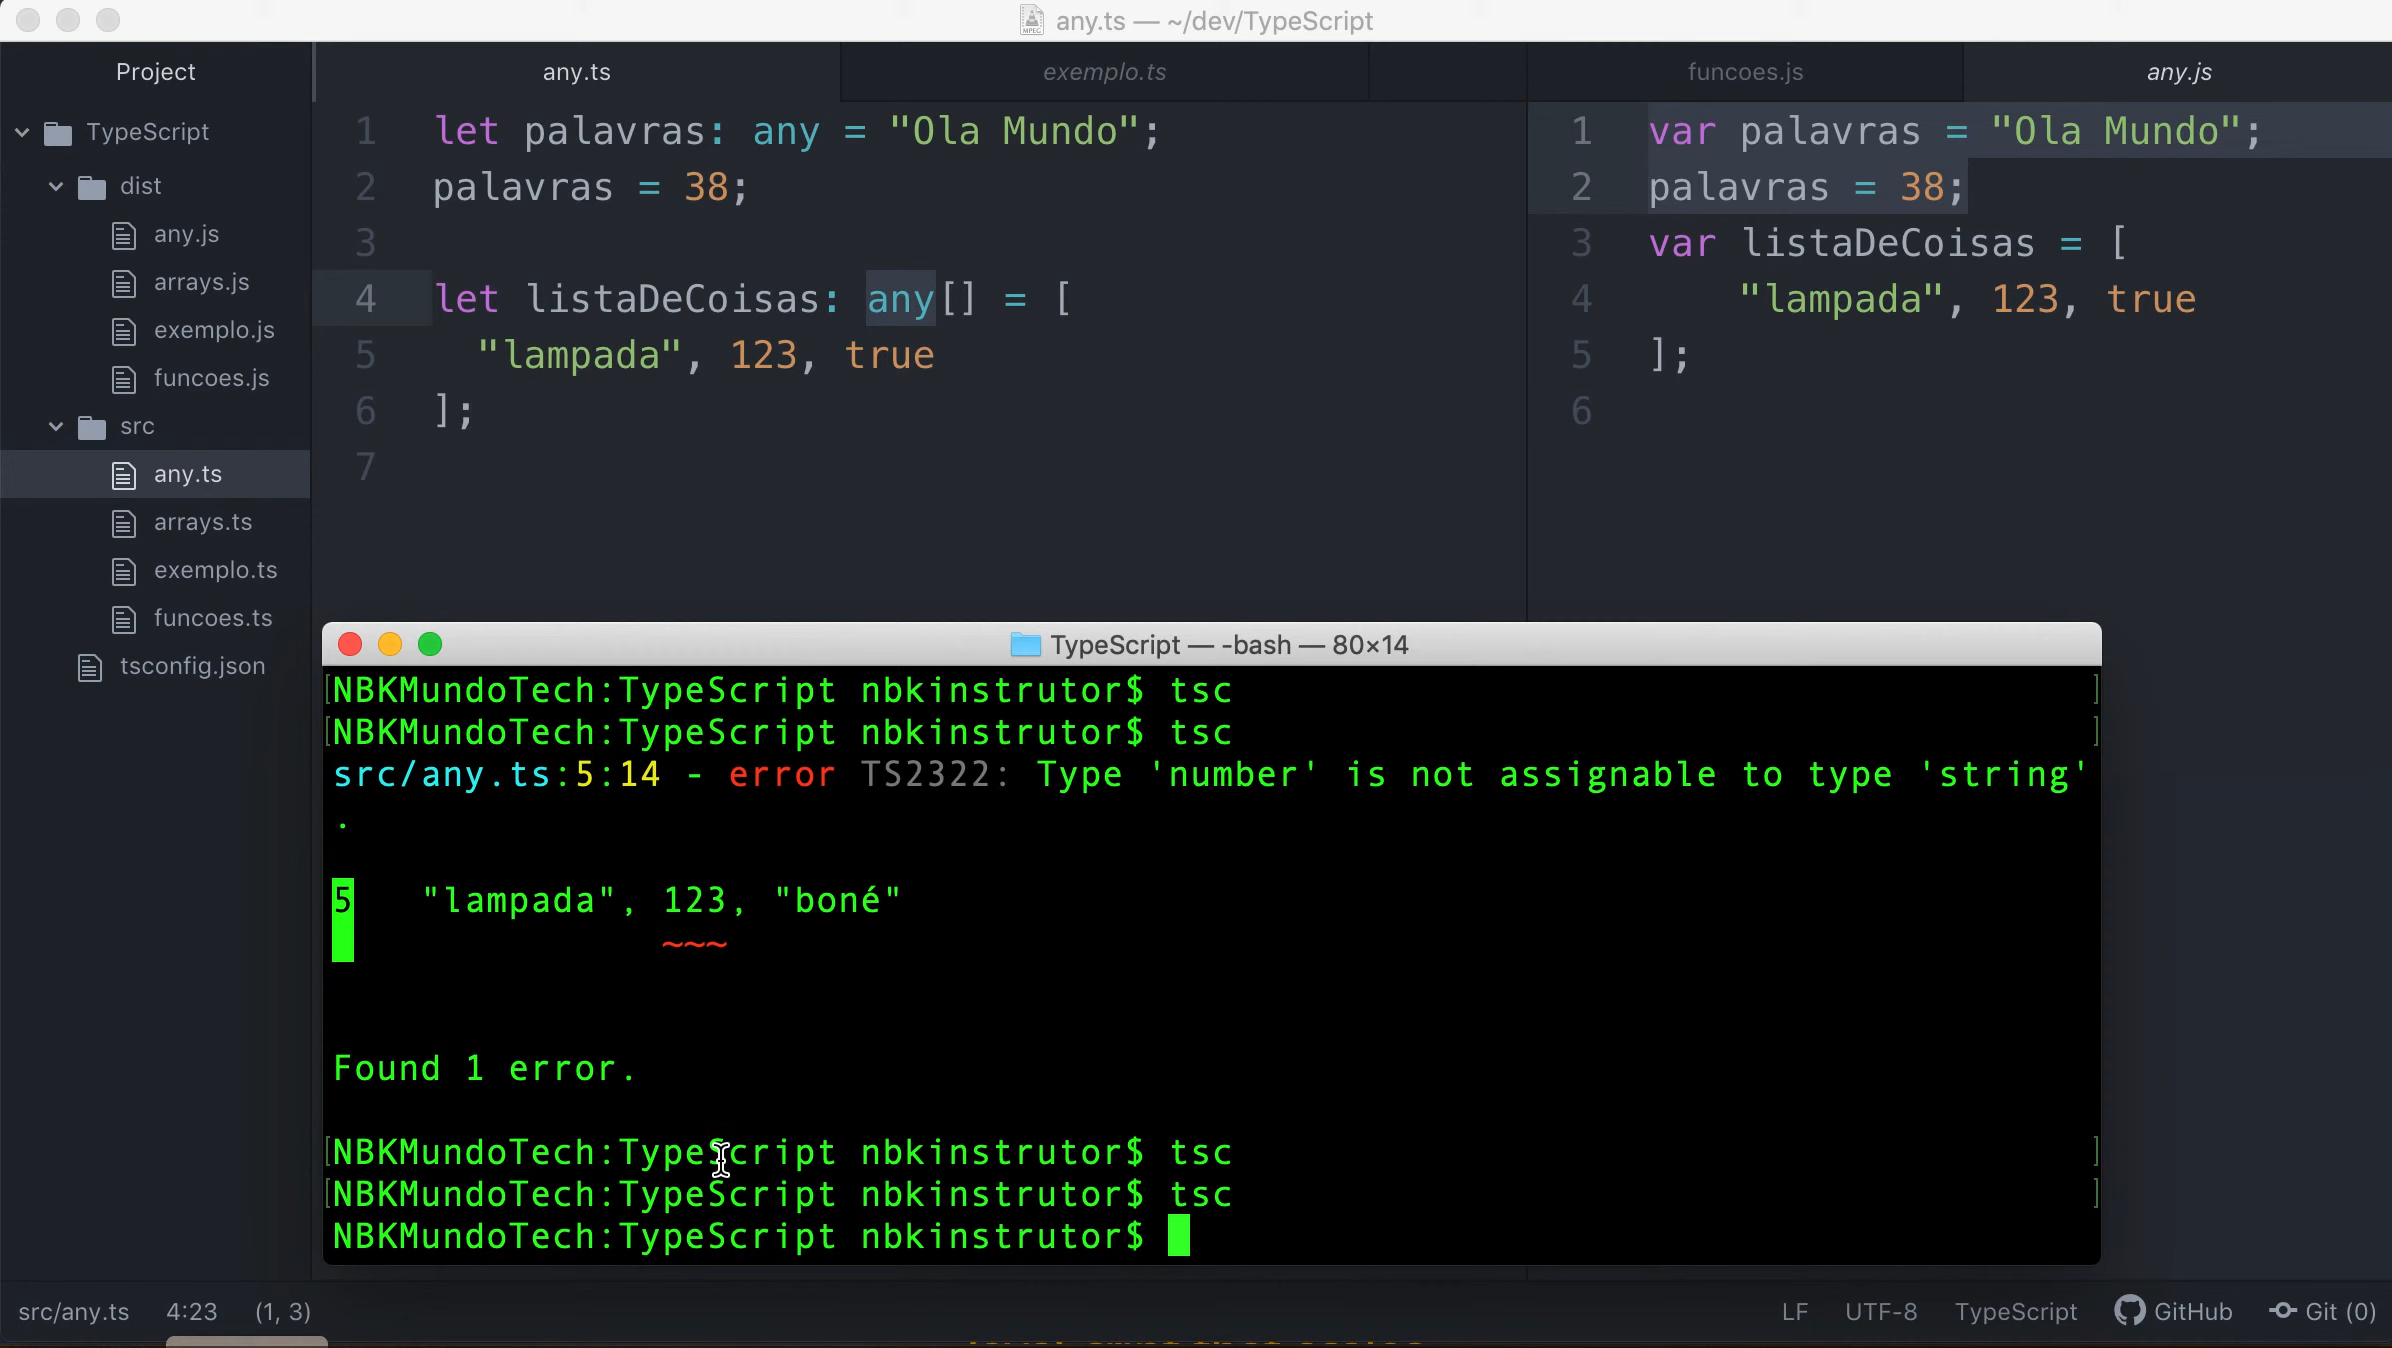 any.ts — ~/dev/TypeScript
Project
TypeScript
dist
any.js
arrays.js
exemplo.js
funcoes.js
src
any.ts
arrays.ts
exemplo.ts
funcoes.ts
tsconfig.json
any.ts
exemplo.ts
1 let palavras: any = "Ola Mundo";
2 palavras = 38;
3
4 let listaDeCoisas: any[] = [
5 "lampada", 123, true
6 ];
7
funcoes.js
any.js
1 var palavras = "Ola Mundo";
2 palavras = 38;
3 var listaDeCoisas = [
4 "lampada", 123, true
5 ];
6
TypeScript — -bash — 80×14
[NBKMundoTech:TypeScript nbkinstrutor$ tsc ]
[NBKMundoTech:TypeScript nbkinstrutor$ tsc ]
src/any.ts:5:14 - error TS2322: Type 'number' is not assignable to type 'string'
.
5 "lampada", 123, "boné"
~~~
Found 1 error.
[NBKMundoTech:TypeScript nbkinstrutor$ tsc ]
[NBKMundoTech:TypeScript nbkinstrutor$ tsc ]
NBKMundoTech:TypeScript nbkinstrutor$
src/any.ts 4:23 (1, 3)
LF UTF-8 TypeScript GitHub Git (0)